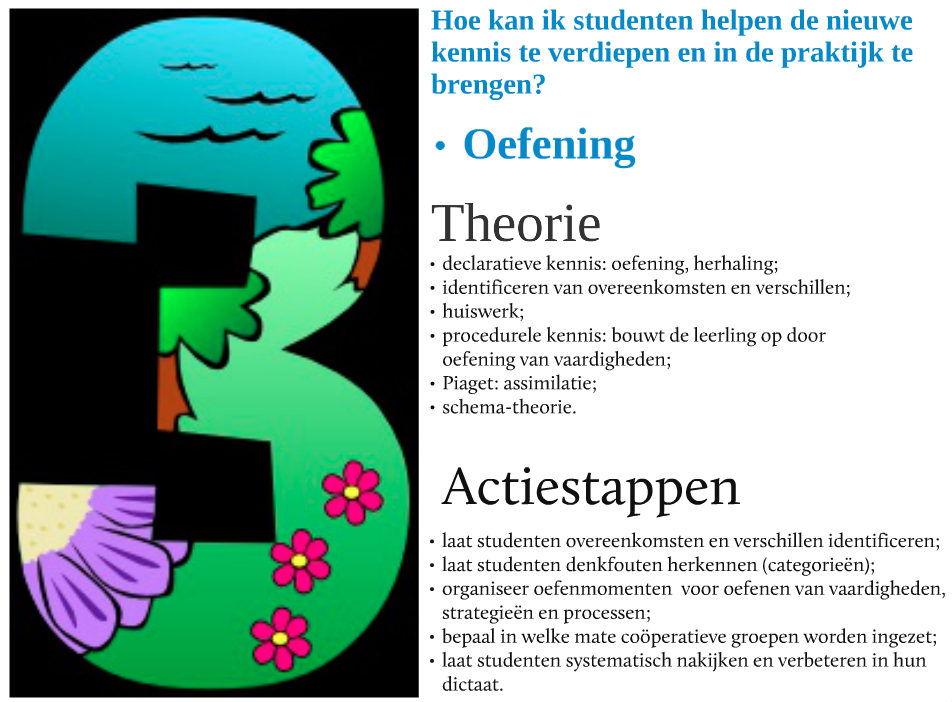 Hoe kan ik studenten helpen de nieuwe
kennis te verdiepen en in de praktijk te
brengen?
• Oefening
Theorie
• declaratieve kennis: oefening, herhaling;
• identificeren van overeenkomsten en verschillen;
• huiswerk;
• procedurele kennis: bouwt de leerling op door
oefening van vaardigheden;
• Piaget: assimilatie;
• schema-theorie.
Actiestappen
• laat studenten overeenkomsten en verschillen identificeren;
• laat studenten denkfouten herkennen (categorieën);
• organiseer oefenmomenten voor oefenen van vaardigheden,
strategieën en processen;
• bepaal in welke mate coöperatieve groepen worden ingezet;
• laat studenten systematisch nakijken en verbeteren in hun
dictaat.
3